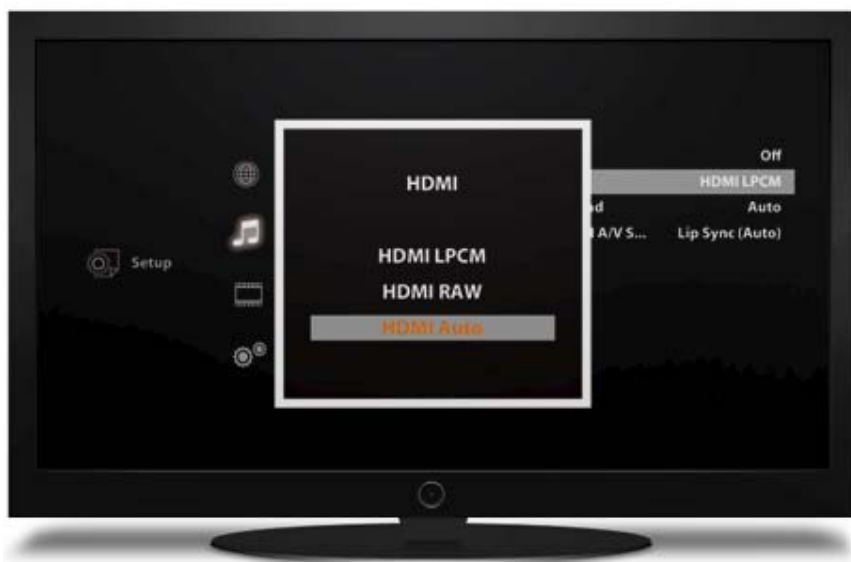 Setup
HDMI
HDMI LPCM
HDMI RAW
HDMI Auto
Off
HDMI LPCM
d Auto
I A/V S... Lip Sync (Auto)